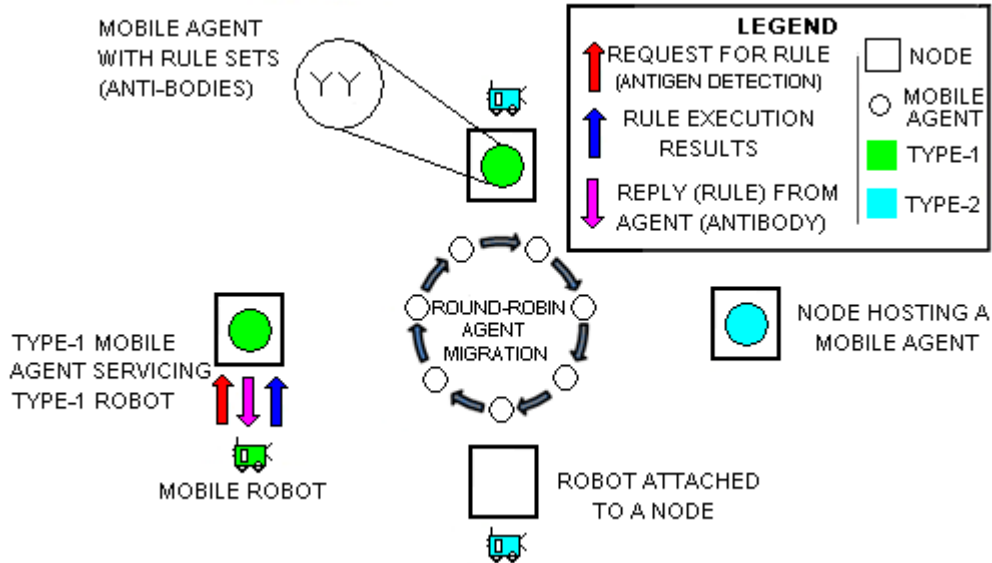 MOBILE AGENT
WITH RULE SETS
(ANTI-BODIES)
YY
LEGEND
REQUEST FOR RULE
(ANTIGEN DETECTION)
RULE EXECUTION
RESULTS
REPLY (RULE) FROM
AGENT (ANTIBODY)
NODE
MOBILE
AGENT
TYPE-1
TYPE-2
ROUND-ROBIN
AGENT
MIGRATION
NODE HOSTING A
MOBILE AGENT
TYPE-1 MOBILE
AGENT SERVICING
TYPE-1 ROBOT
MOBILE ROBOT
ROBOT ATTACHED
TO A NODE